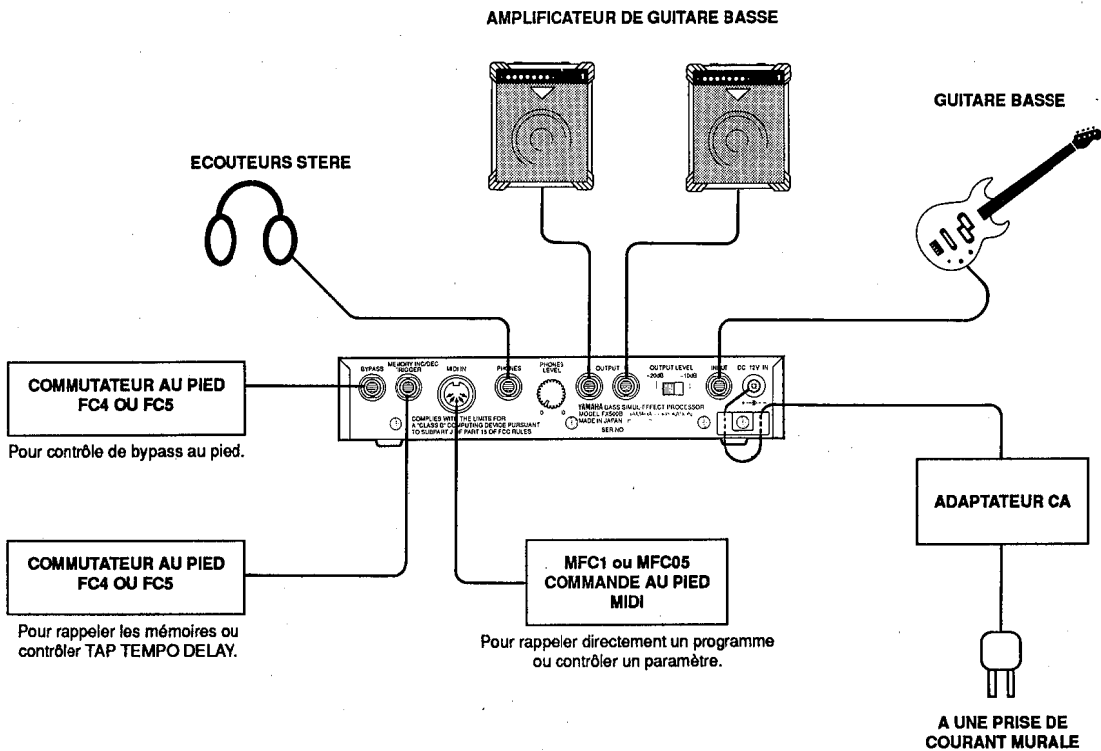 AMPLIFICATEUR DE GUITARE BASSE
GUITARE BASSE
ECOUTEURS STERE
BYPASS
MEMORY INC/DEC
TRIGGER
MIDI IN
PHONES
PHONES
LEVEL
OUTPUT
OUTPUT LEVEL
-20dB -10dB
INPUT
DC 12V IN
0
COMPLIES WITH THE LIMITE FOR
A "CLASS B" COMPUTING DEVICE PURSUANT
TO SUBPART J OF PART 15 OF FCC RULES
YAMAHA BASS SIMUL-EFFECT PROCESSOR
MODEL FX500B
MADE IN JAPAN
SER NO
COMMUTATEUR AU PIED
FC4 OU FC5
Pour contrôle de bypass au pied.
COMMUTATEUR AU PIED
FC4 OU FC5
Pour rappeler les mémoires ou
contrôler TAP TEMPO DELAY.
MFC1 ou MFC05
COMMANDE AU PIED
MIDI
Pour rappeler directement un programme
ou contrôler un paramètre.
ADAPTATEUR CA
A UNE PRISE DE
COURANT MURALE